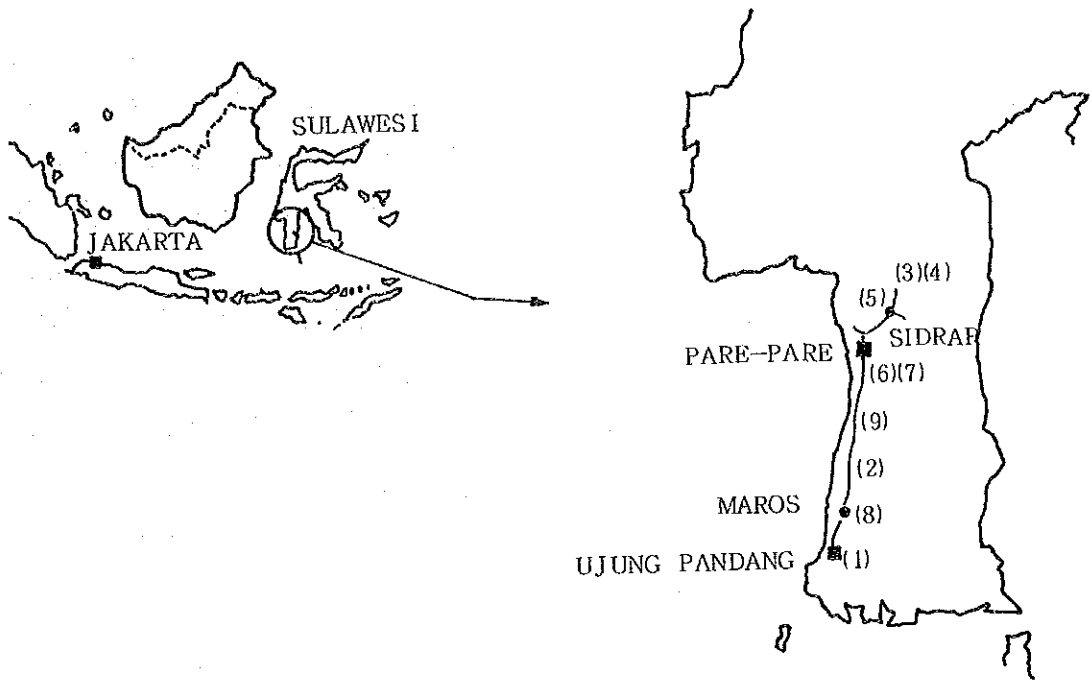 SULAWESI
JAKARTA
(3)(4)
(5)
SIDRAP
PARE-PARE
(6)(7)
(9)
(2)
MAROS
(8)
UJUNG PANDANG
(1)